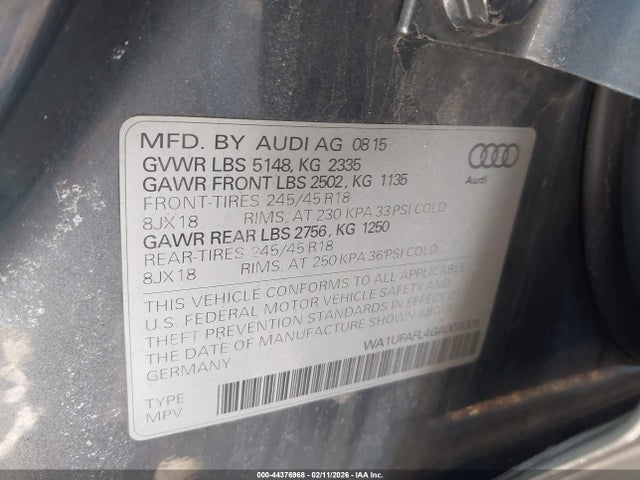 MFD. BY AUDI AG 08 15
GVWR LBS 5148, KG 2335
GAWR FRONT LBS 2502, KG 1135
FRONT-TIRES 245/45 R18
8JX18 RIMS, AT 230 KPA 33 PSI COLD
GAWR REAR LBS 2756, KG 1250
REAR-TIRES 245/45 R18
8JX18 RIMS, AT 250 KPA 36 PSI COLD
Audi
THIS VEHICLE CONFORMS TO ALL APPLICABLE
U.S. FEDERAL MOTOR VEHICLE SAFETY AND
THEFT PREVENTION STANDARDS IN EFFECT
THE DATE OF MANUFACTURE SHOWN ABOVE
GERMANY
TYPE
MPV
000-44376968 - 02/11/2026 - IAA Inc.